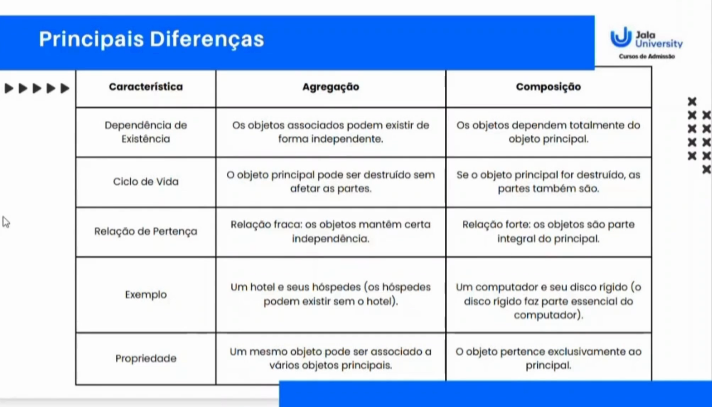 Principais Diferenças
Jala
University
Cursos de Admissão
Característica
Agregação
Composição
Dependência de
Existência
Os objetos associados podem existir de
forma independente.
Os objetos dependem totalmente do
objeto principal.
Ciclo de Vida
O objeto principal pode ser destruído sem
afetar as partes.
Se o objeto principal for destruído, as
partes também são.
Relação de Pertença
Relação fraca: os objetos mantêm certa
independência.
Relação forte: os objetos são parte
integral do principal.
Exemplo
Um hotel e seus hóspedes (os hóspedes
podem existir sem o hotel).
Um computador e seu disco rígido (o
disco rígido faz parte essencial do
computador).
Propriedade
Um mesmo objeto pode ser associado a
vários objetos principais.
O objeto pertence exclusivamente ao
principal.